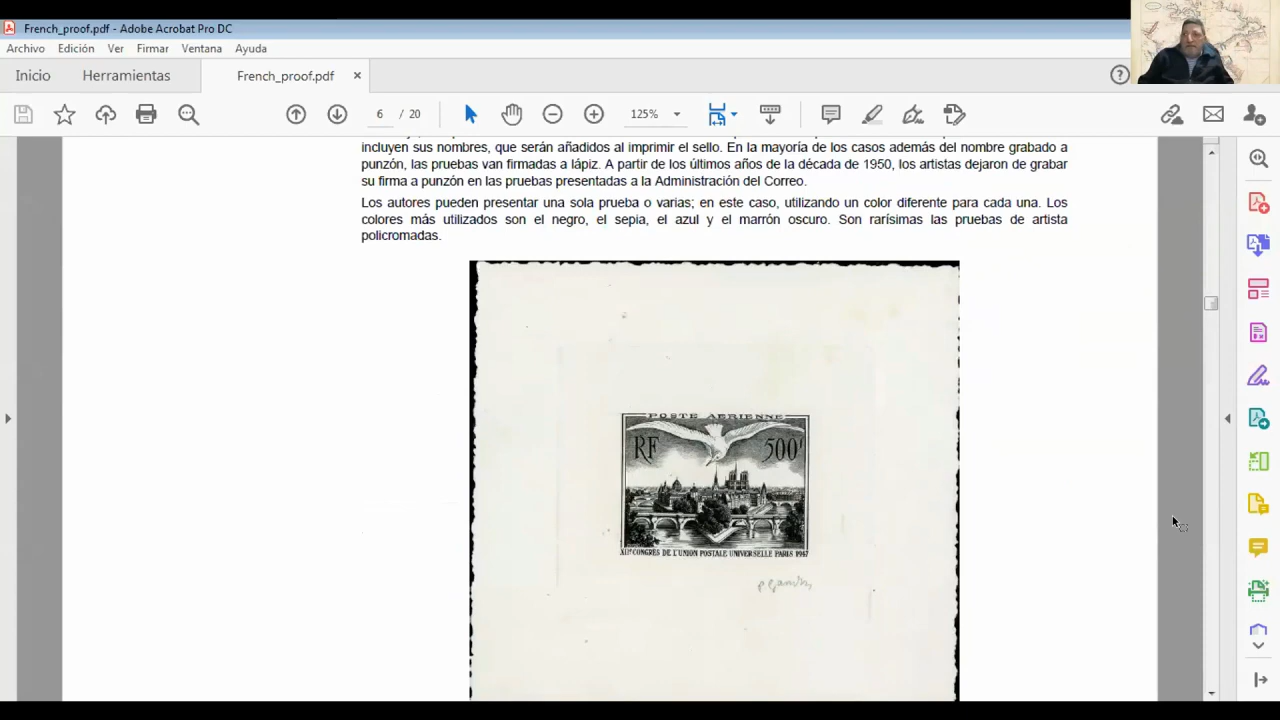 French_proof.pdf - Adobe Acrobat Pro DC
Archivo Edición Ver Firmar Ventana Ayuda
Inicio Herramientas French_proof.pdf ×
6 / 20 125%
incluyen sus nombres, que serán añadidos al imprimir el sello. En la mayoría de los casos además del nombre grabado a
punzón, las pruebas van firmadas a lápiz. A partir de los últimos años de la década de 1950, los artistas dejaron de grabar
su firma a punzón en las pruebas presentadas a la Administración del Correo.
Los autores pueden presentar una sola prueba o varias; en este caso, utilizando un color diferente para cada una. Los
colores más utilizados son el negro, el sepia, el azul y el marrón oscuro. Son rarísimas las pruebas de artista
policromadas.
POSTE AERIENNE
RF 500F
XIIe CONGRES DE L'UNION POSTALE UNIVERSELLE PARIS 1947